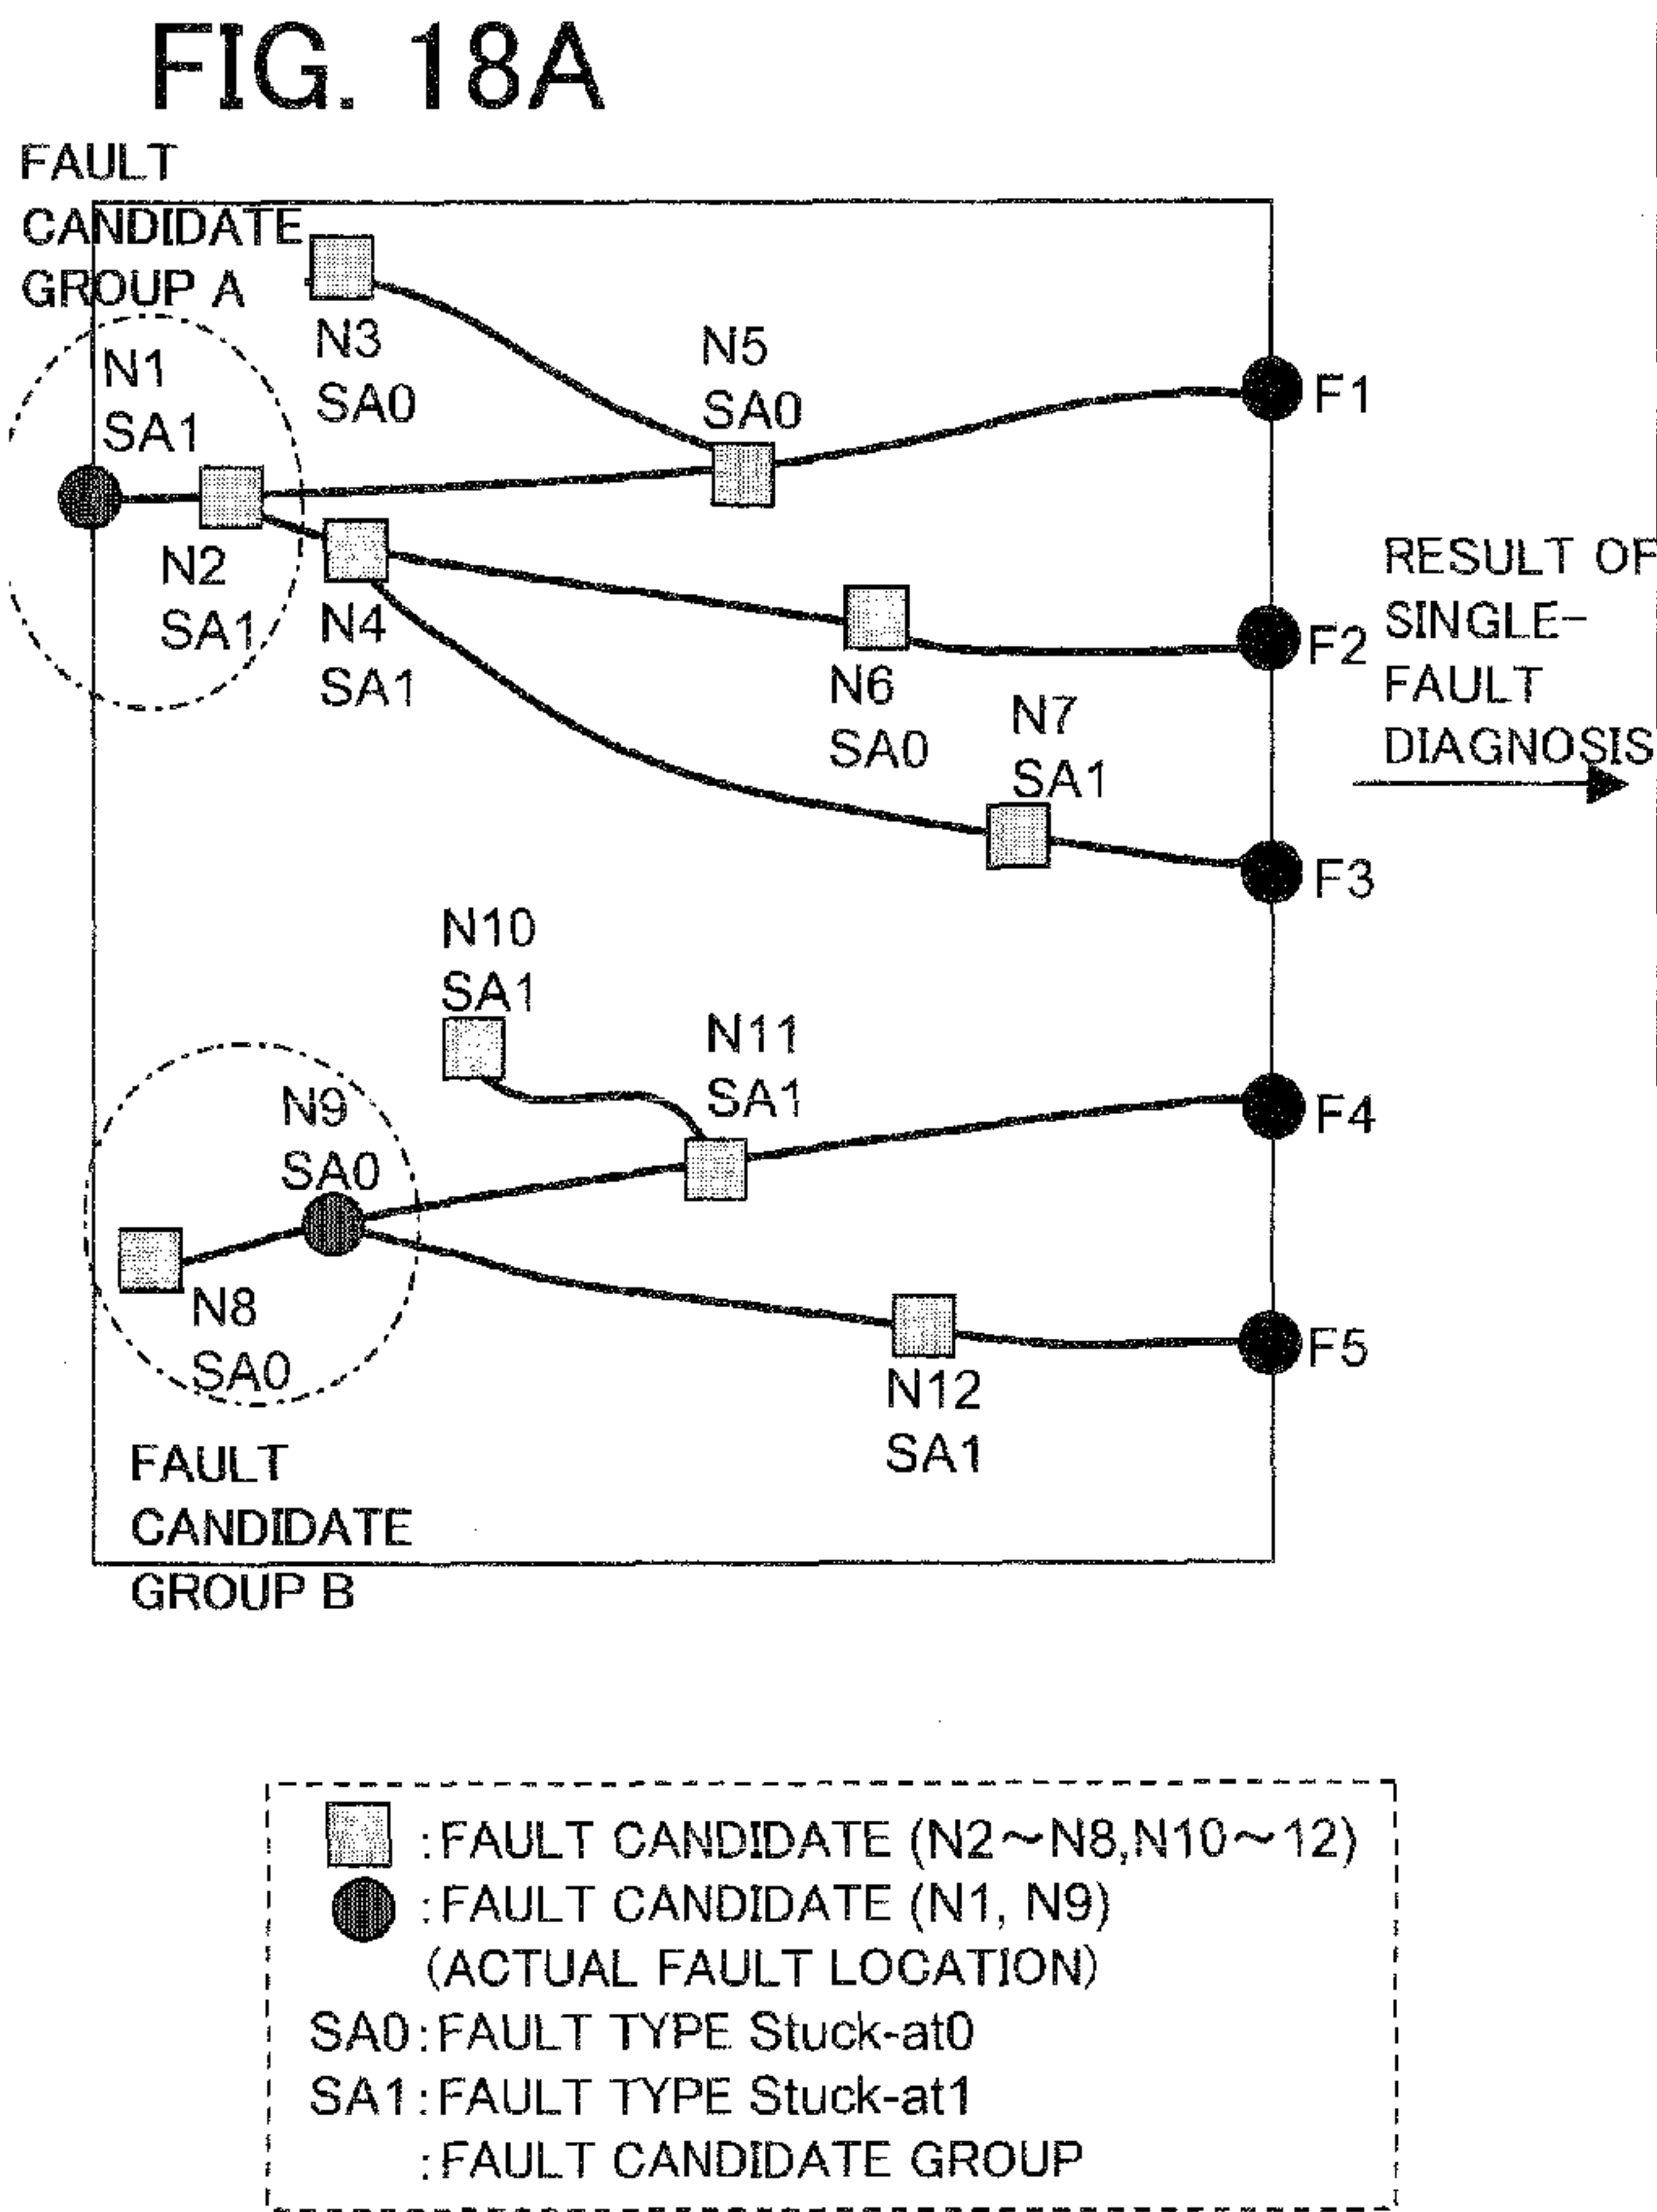 FIG. 18A
FAULT
CANDIDATE
GROUP A
N1
SA1
N2
SA1
N3
SA0
N4
SA1
N5
SA0
N6
SA0
N7
SA1
F1
F2
F3
RESULT OF
SINGLE-
FAULT
DIAGNOSIS
N10
SA1
N11
SA1
N9
SA0
N8
SA0
N12
SA1
F4
F5
FAULT
CANDIDATE
GROUP B
:FAULT CANDIDATE (N2~N8,N10~12)
:FAULT CANDIDATE (N1, N9)
(ACTUAL FAULT LOCATION)
SA0:FAULT TYPE Stuck-at0
SA1:FAULT TYPE Stuck-at1
:FAULT CANDIDATE GROUP